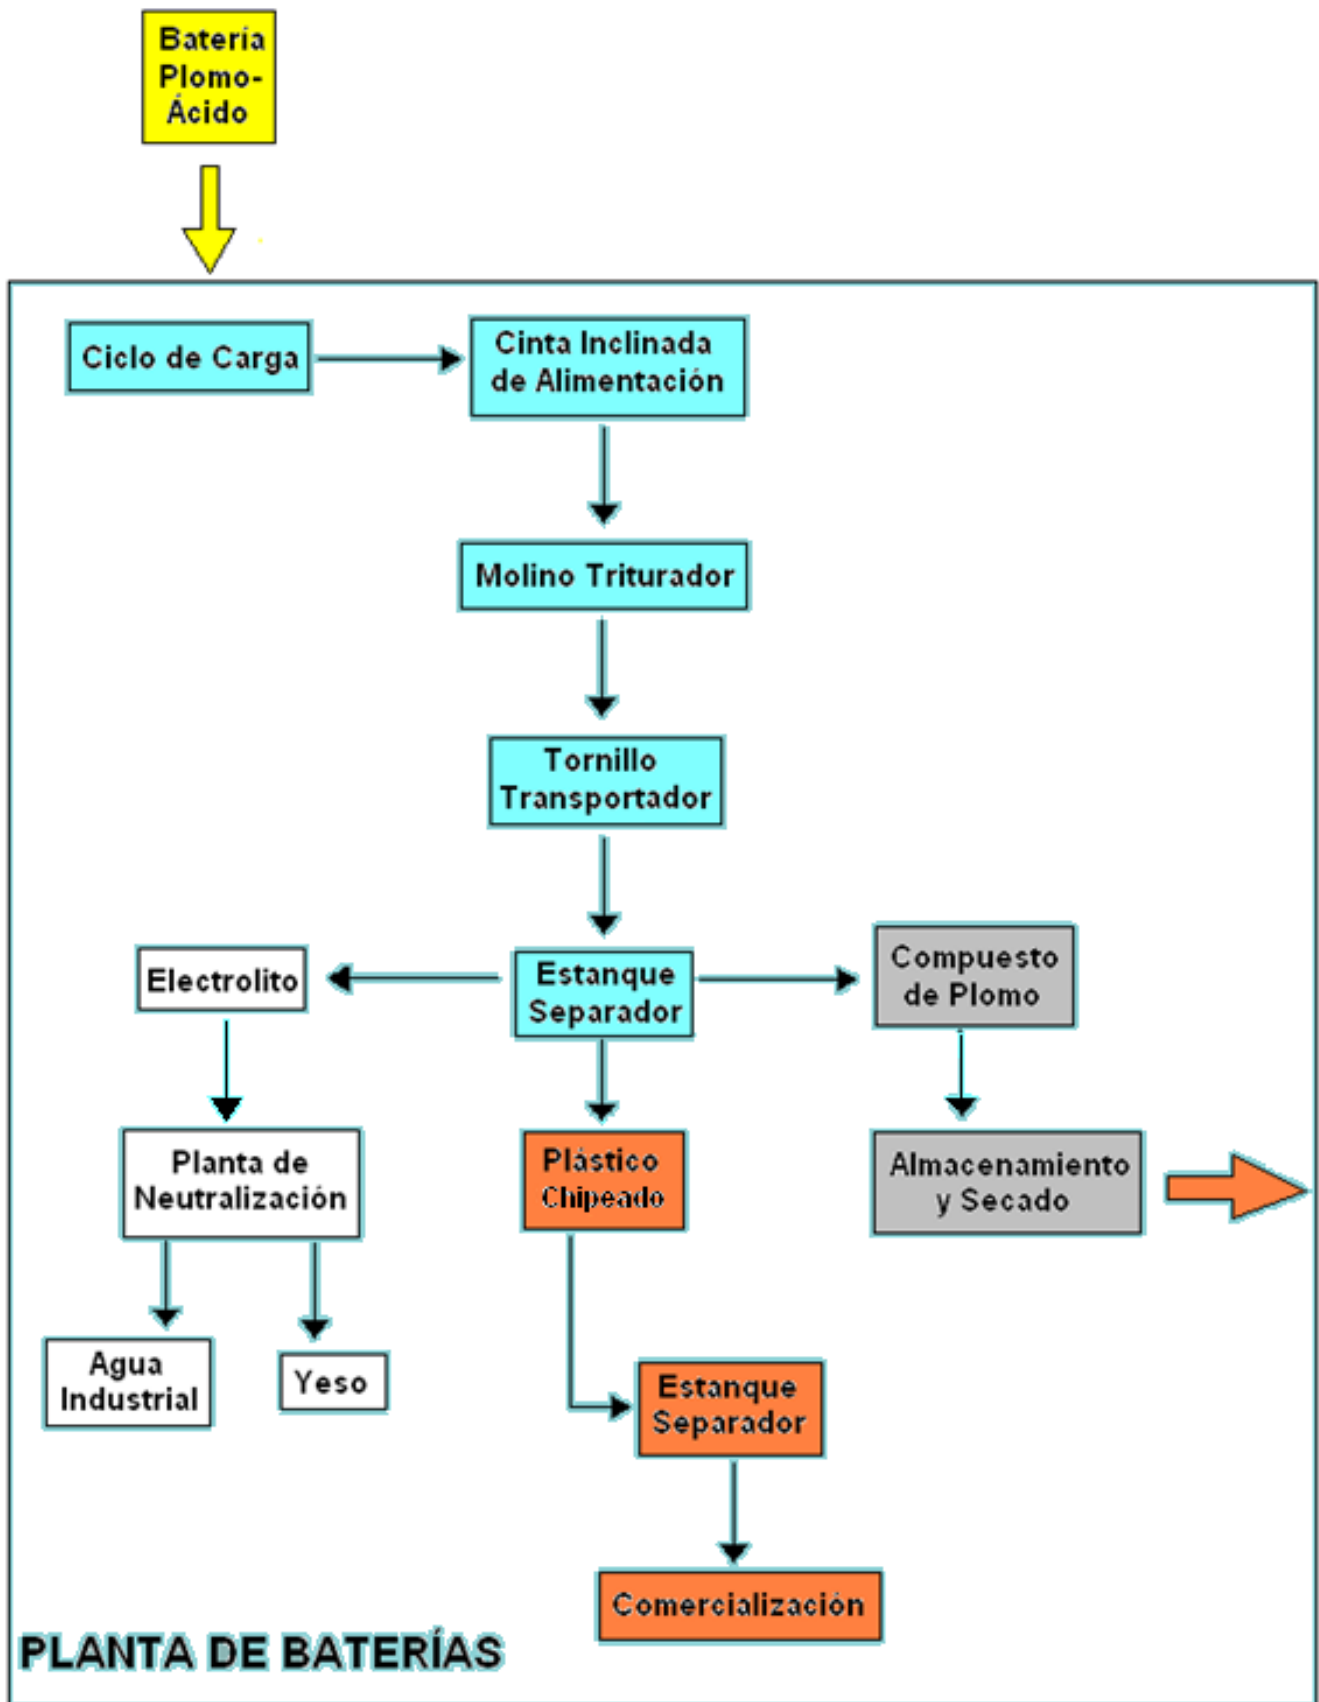 Batería
Plomo-
Ácido
Ciclo de Carga
Cinta Inclinada
de Alimentación
Molino Triturador
Tornillo
Transportador
Electrolito
Estanque
Separador
Compuesto
de Plomo
Planta de
Neutralización
Plástico
Chipeado
Almacenamiento
y Secado
Agua
Industrial
Yeso
Estanque
Separador
Comercialización
PLANTA DE BATERÍAS